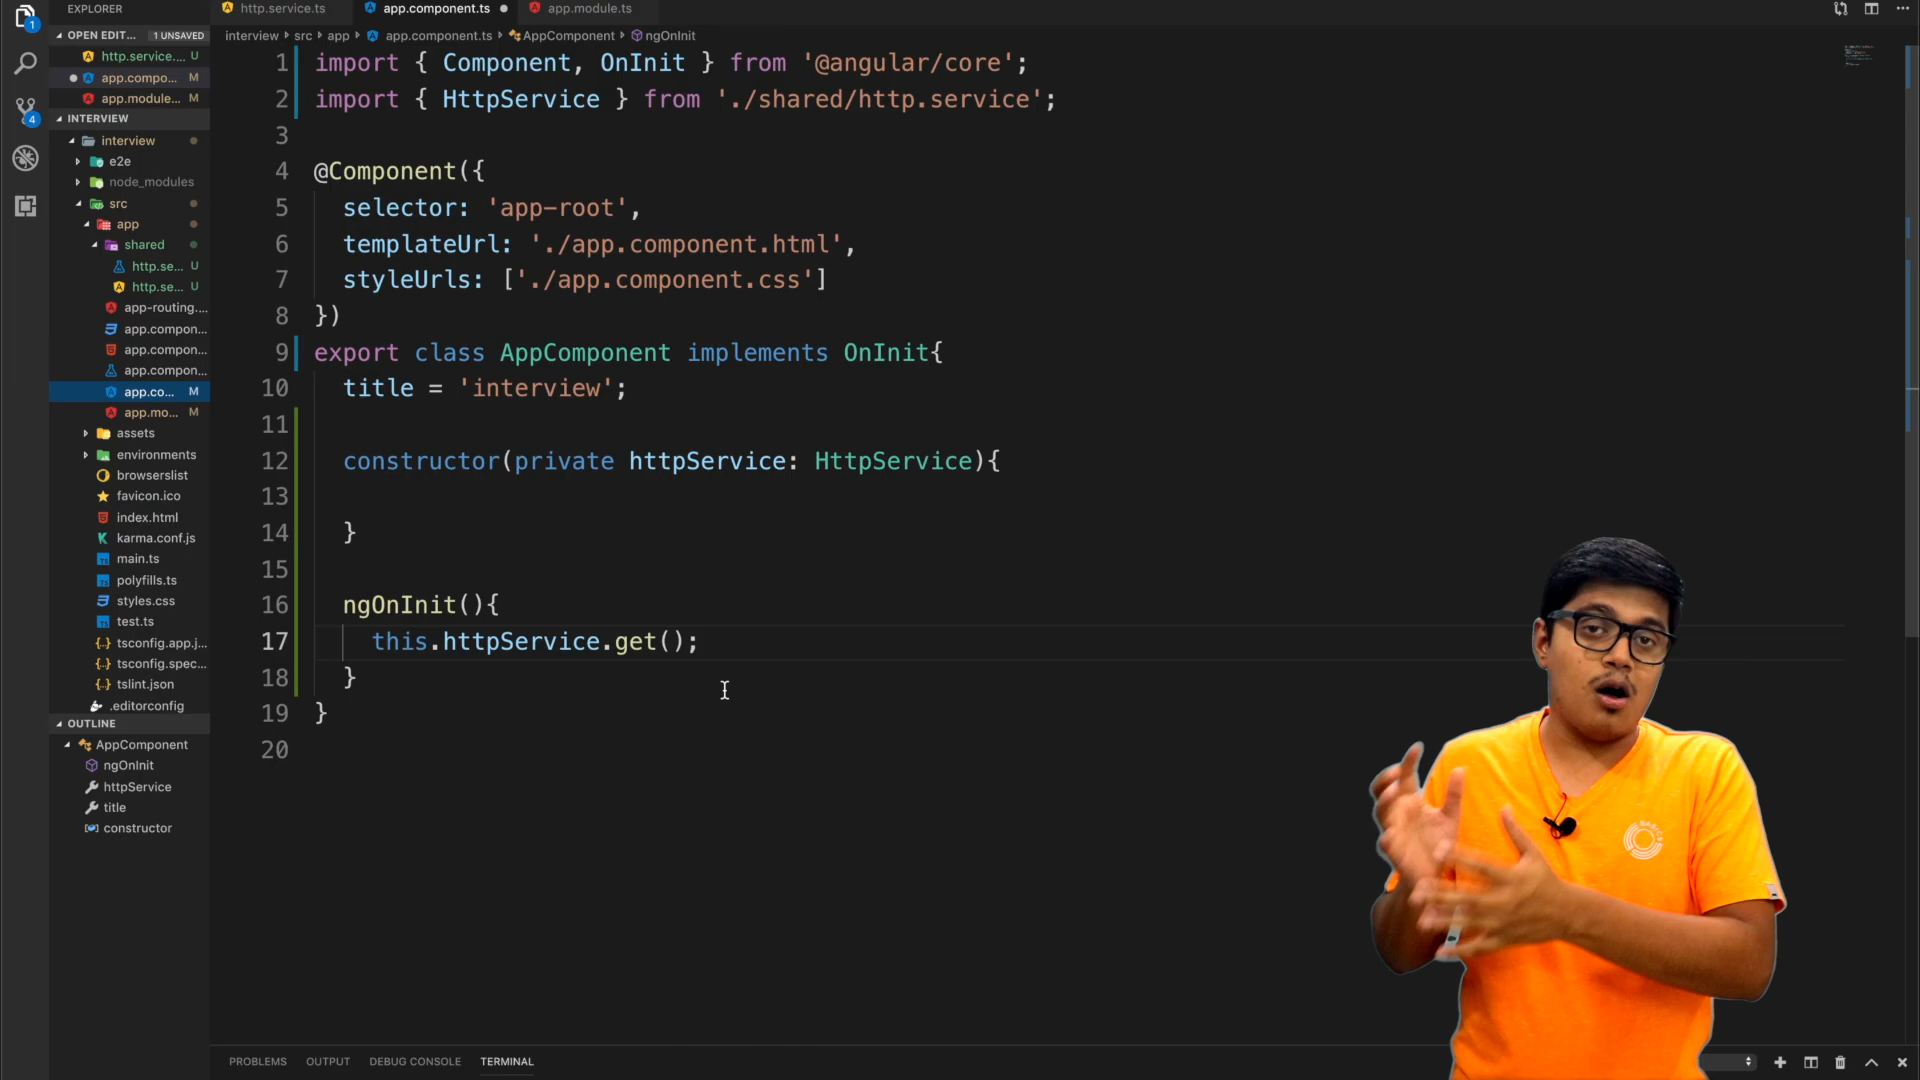 EXPLORER
http.service.ts
app.component.ts
app.module.ts
OPEN EDIT... 1 UNSAVED
http.service.... U
app.compo... M
app.module... M
INTERVIEW
interview
e2e
node_modules
src
app
shared
http.se... U
http.se... U
app-routing....
app.compon...
app.compon...
app.compon...
app.co... M
app.mo... M
assets
environments
browserslist
favicon.ico
index.html
karma.conf.js
main.ts
polyfills.ts
styles.css
test.ts
tsconfig.app.j...
tsconfig.spec...
tslint.json
.editorconfig
OUTLINE
AppComponent
ngOnInit
httpService
title
constructor
1
4
interview › src › app › app.component.ts › AppComponent › ngOnInit
1 import { Component, OnInit } from '@angular/core';
2 import { HttpService } from './shared/http.service';
3
4 @Component({
5 selector: 'app-root',
6 templateUrl: './app.component.html',
7 styleUrls: ['./app.component.css']
8 })
9 export class AppComponent implements OnInit{
10 title = 'interview';
11
12 constructor(private httpService: HttpService){
13
14 }
15
16 ngOnInit(){
17 this.httpService.get();
18 }
19 }
20
BASICS
PROBLEMS OUTPUT DEBUG CONSOLE TERMINAL